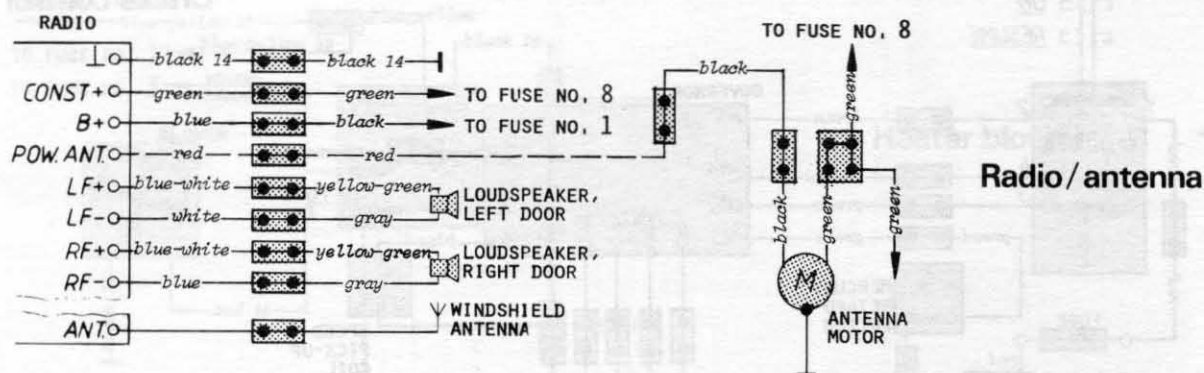 RADIO
⊥ black 14 black 14
CONST+ green green TO FUSE NO. 8
B+ blue black TO FUSE NO. 1
POW. ANT. red red
LF+ blue-white yellow-green
LF- white gray
LOUDSPEAKER,
LEFT DOOR
RF+ blue-white yellow-green
RF- blue gray
LOUDSPEAKER,
RIGHT DOOR
ANT.
WINDSHIELD
ANTENNA
TO FUSE NO. 8
black
green
black
green
green
M
ANTENNA
MOTOR
Radio/antenna